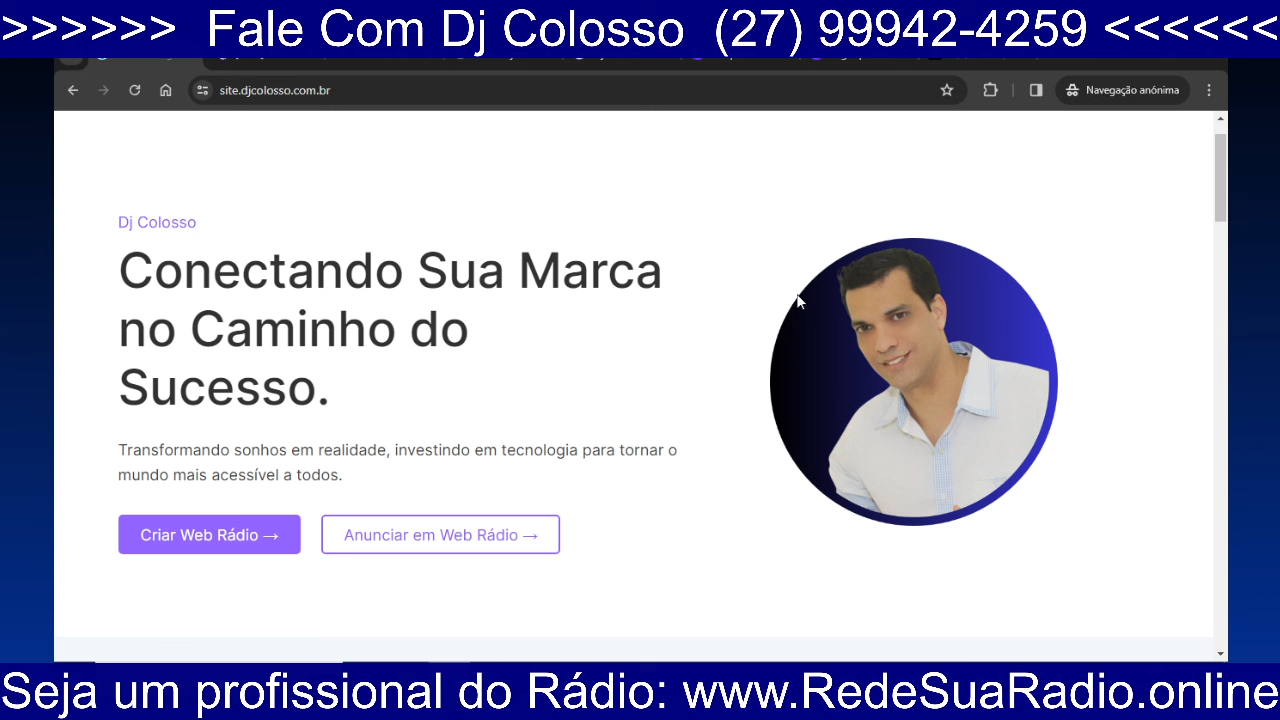 >>>>>> Fale Com Dj Colosso (27) 99942-4259 <<<<<<
site.djcolosso.com.br
Navegação anónima
Dj Colosso
Conectando Sua Marca
no Caminho do
Sucesso.
Transformando sonhos em realidade, investindo em tecnologia para tornar o
mundo mais acessível a todos.
Criar Web Rádio →
Anunciar em Web Rádio →
Seja um profissional do Rádio: www.RedeSuaRadio.online